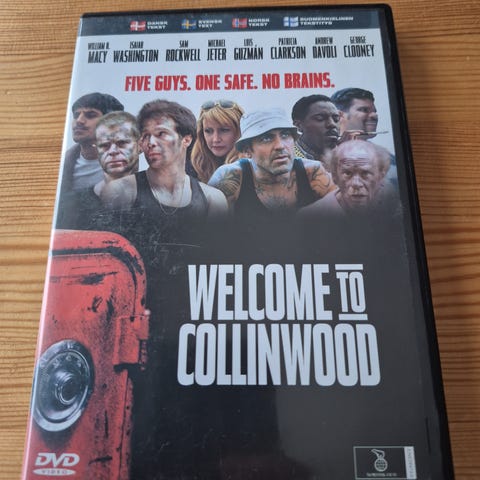 DANSK TEKST
SVENSK TEXT
NORSK TEKST
SUOMENKIELINEN TEKSTITYS
WILLIAM H. MACY
ISAIAH WASHINGTON
SAM ROCKWELL
MICHAEL JETER
LUIS GUZMÁN
PATRICIA CLARKSON
ANDREW DAVOLI
GEORGE CLOONEY
FIVE GUYS. ONE SAFE. NO BRAINS.
WELCOME TO
COLLINWOOD
DVD
VIDEO